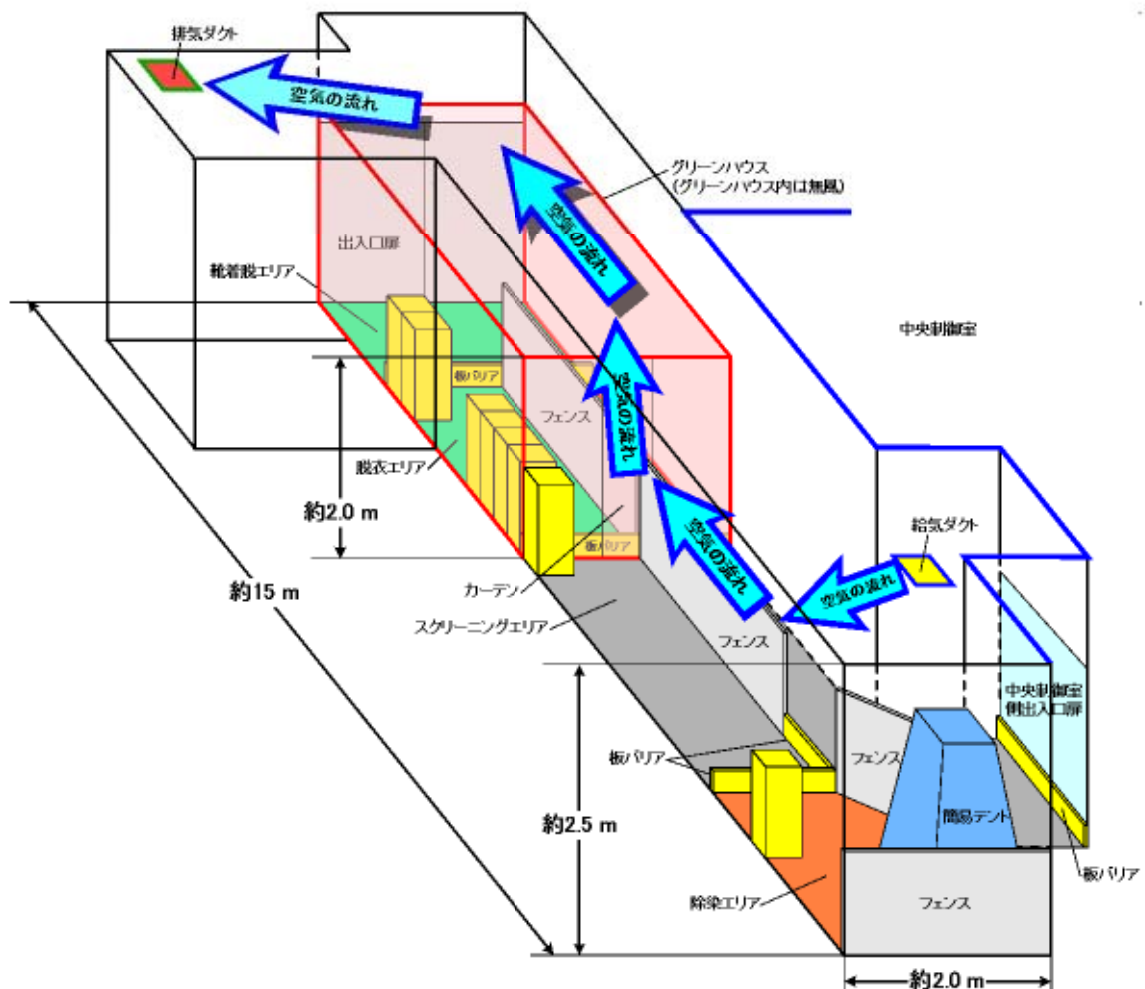 排気ダクト
空気の流れ
グリーンハウス
(グリーンハウス内は無風)
空気の流れ
出入口扉
靴着脱エリア
中央制御室
板バリア
空気の流れ
フェンス
脱衣エリア
約2.0 m
空気の流れ
給気ダクト
板バリア
空気の流れ
カーテン
約15 m
スクリーニングエリア
フェンス
中央制御室
側出入口扉
板バリア
フェンス
約2.5 m
簡易テント
板バリア
除染エリア
フェンス
約2.0 m